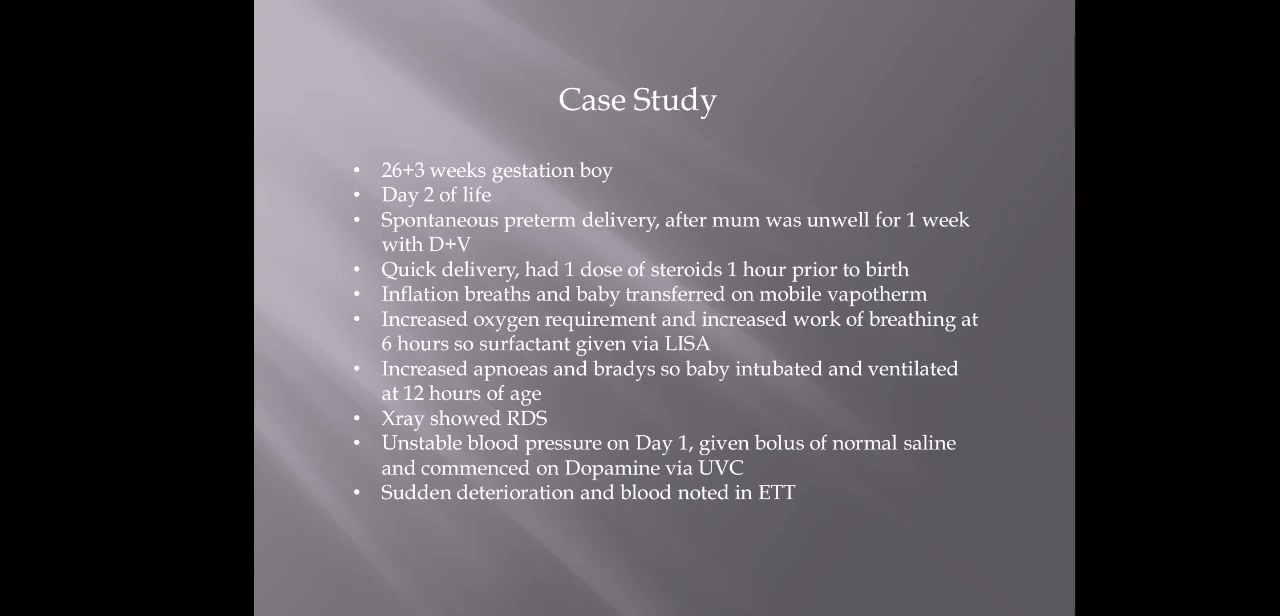 Case Study
• 26+3 weeks gestation boy
• Day 2 of life
• Spontaneous preterm delivery, after mum was unwell for 1 week
with D+V
• Quick delivery, had 1 dose of steroids 1 hour prior to birth
• Inflation breaths and baby transferred on mobile vapotherm
• Increased oxygen requirement and increased work of breathing at
6 hours so surfactant given via LISA
• Increased apnoeas and bradys so baby intubated and ventilated
at 12 hours of age
• Xray showed RDS
• Unstable blood pressure on Day 1, given bolus of normal saline
and commenced on Dopamine via UVC
• Sudden deterioration and blood noted in ETT